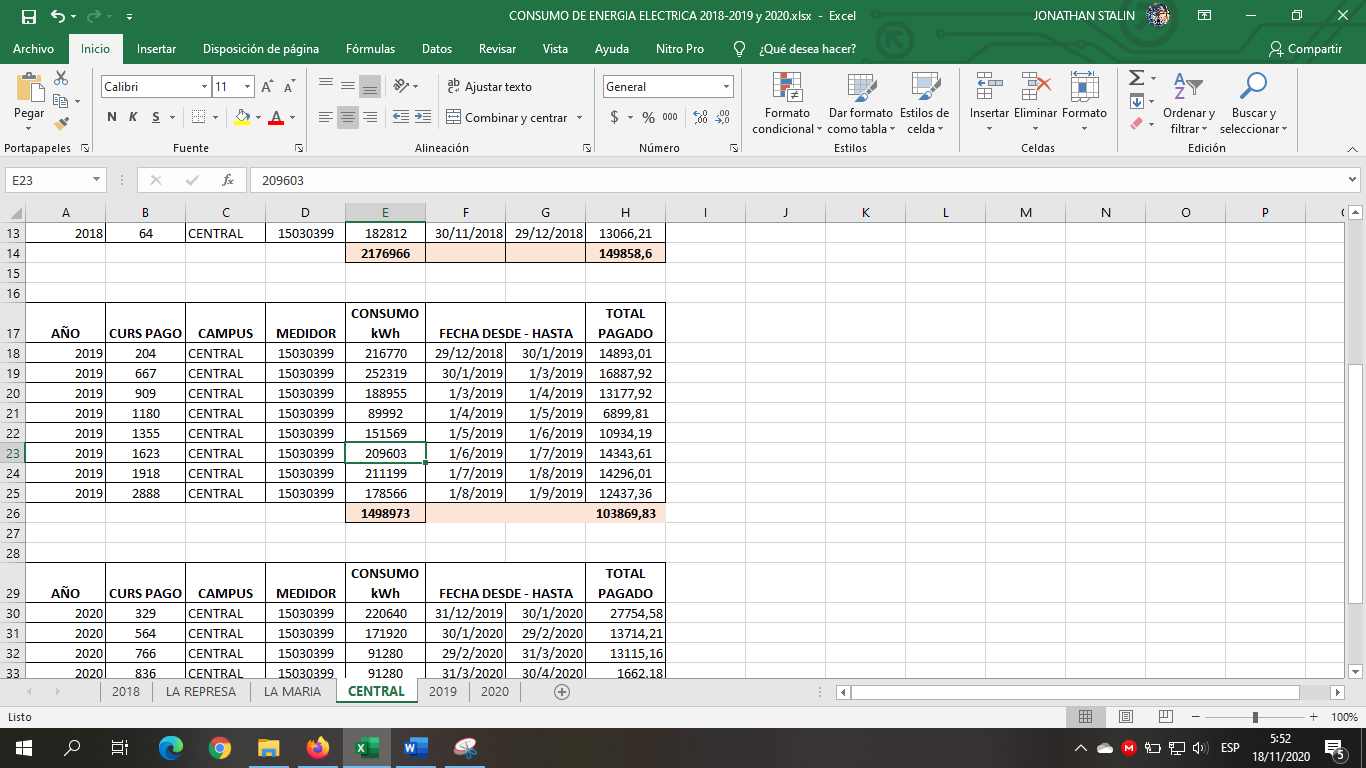 CONSUMO DE ENERGIA ELECTRICA 2018-2019 y 2020.xlsx - Excel JONATHAN STALIN
Archivo Inicio Insertar Disposición de página Fórmulas Datos Revisar Vista Ayuda Nitro Pro ¿Qué desea hacer? Compartir
Pegar Calibri 11 A A ab Ajustar texto General Formato condicional Dar formato como tabla Estilos de celda Insertar Eliminar Formato Ordenar y filtrar Buscar y seleccionar
N K S A Combinar y centrar $ % 000
Portapapeles Fuente Alineación Número Estilos Celdas Edición
E23 fx 209603
A B C D E F G H I J K L M N O P
13 2018 64 CENTRAL 15030399 182812 30/11/2018 29/12/2018 13066,21
14 2176966 149858,6
15
16
17 AÑO CURS PAGO CAMPUS MEDIDOR CONSUMO kWh FECHA DESDE - HASTA TOTAL PAGADO
18 2019 204 CENTRAL 15030399 216770 29/12/2018 30/1/2019 14893,01
19 2019 667 CENTRAL 15030399 252319 30/1/2019 1/3/2019 16887,92
20 2019 909 CENTRAL 15030399 188955 1/3/2019 1/4/2019 13177,92
21 2019 1180 CENTRAL 15030399 89992 1/4/2019 1/5/2019 6899,81
22 2019 1355 CENTRAL 15030399 151569 1/5/2019 1/6/2019 10934,19
23 2019 1623 CENTRAL 15030399 209603 1/6/2019 1/7/2019 14343,61
24 2019 1918 CENTRAL 15030399 211199 1/7/2019 1/8/2019 14296,01
25 2019 2888 CENTRAL 15030399 178566 1/8/2019 1/9/2019 12437,36
26 1498973 103869,83
27
28
29 AÑO CURS PAGO CAMPUS MEDIDOR CONSUMO kWh FECHA DESDE - HASTA TOTAL PAGADO
30 2020 329 CENTRAL 15030399 220640 31/12/2019 30/1/2020 27754,58
31 2020 564 CENTRAL 15030399 171920 30/1/2020 29/2/2020 13714,21
32 2020 766 CENTRAL 15030399 91280 29/2/2020 31/3/2020 13115,16
33 2020 836 CENTRAL 15030399 91280 31/3/2020 30/4/2020 1662,18
2018 LA REPRESA LA MARIA CENTRAL 2019 2020
Listo 100%
ESP 5:52
18/11/2020 5